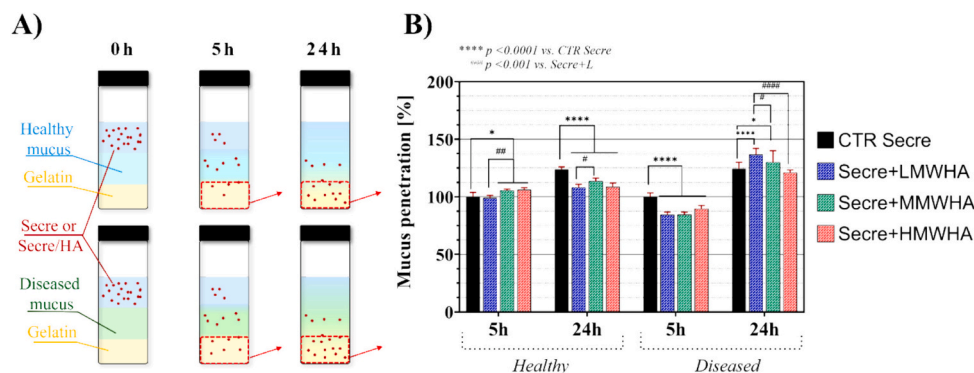 A)
0 h
5 h
24 h
Healthy
mucus
Gelatin
Secre or
Secre/HA
Diseased
mucus
Gelatin
B)
**** p <0.0001 vs. CTR Secre
#### p <0.001 vs. Secre+L
Mucus penetration [%]
200
150
100
50
0
*
##
****
#
****
####
#
*
****
5h
24h
5h
24h
Healthy
Diseased
CTR Secre
Secre+LMWHA
Secre+MMWHA
Secre+HMWHA